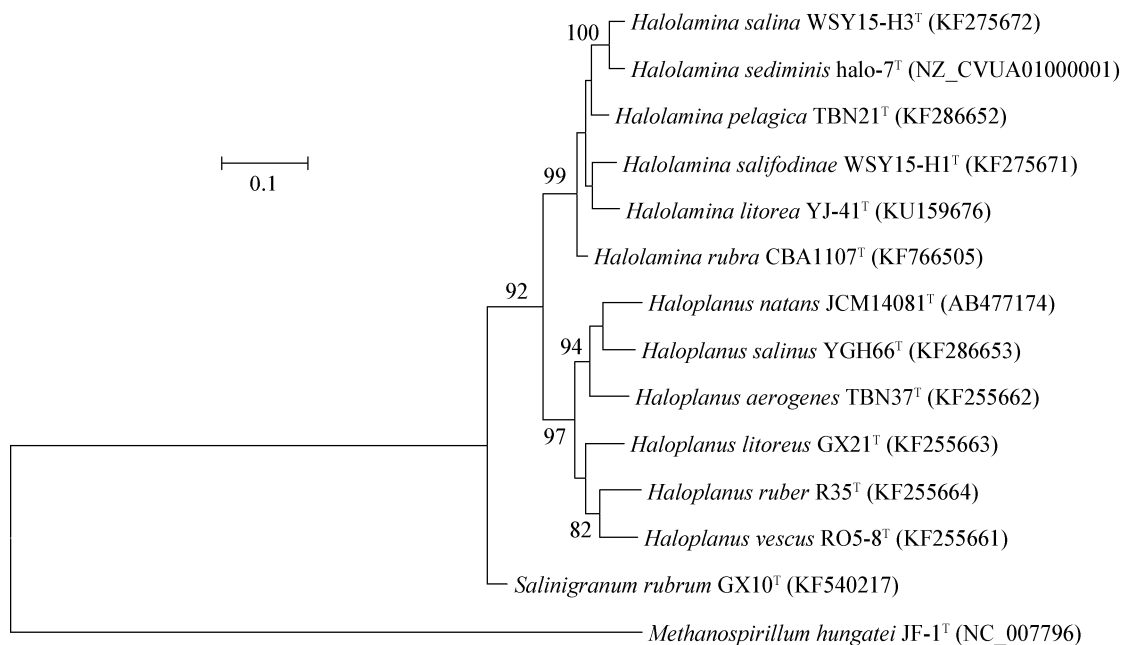 Halolamina salina WSY15-H3ᵀ (KF275672)
100
Halolamina sediminis halo-7ᵀ (NZ_CVUA01000001)
Halolamina pelagica TBN21ᵀ (KF286652)
Halolamina salifodinae WSY15-H1ᵀ (KF275671)
0.1
99
Halolamina litorea YJ-41ᵀ (KU159676)
Halolamina rubra CBA1107ᵀ (KF766505)
92
Haloplanus natans JCM14081ᵀ (AB477174)
94
Haloplanus salinus YGH66ᵀ (KF286653)
Haloplanus aerogenes TBN37ᵀ (KF255662)
97
Haloplanus litoreus GX21ᵀ (KF255663)
Haloplanus ruber R35ᵀ (KF255664)
82
Haloplanus vescus RO5-8ᵀ (KF255661)
Salinigranum rubrum GX10ᵀ (KF540217)
Methanospirillum hungatei JF-1ᵀ (NC_007796)